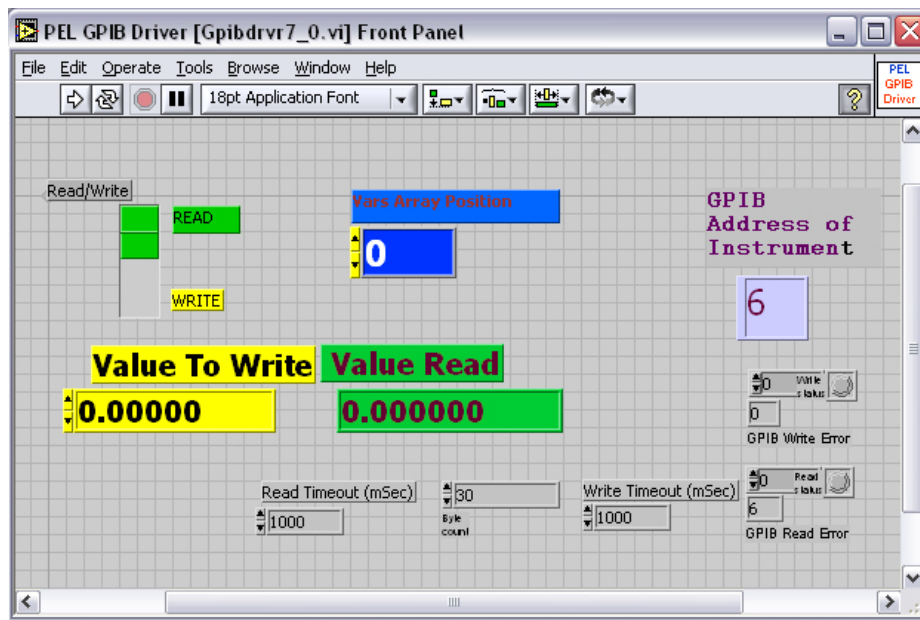 PEL GPIB Driver [Gpibdrvr7_0.vi] Front Panel
File Edit Operate Tools Browse Window Help
18pt Application Font
?
PEL
GPIB
Driver
Read/Write
READ
WRITE
Vars Array Position
0
GPIB
Address of
Instrument
6
Value To Write
0.00000
Value Read
0.000000
0 Write
status
0
GPIB Write Error
Read Timeout (mSec)
1000
30
Byte
count
Write Timeout (mSec)
1000
0 Read
status
6
GPIB Read Error